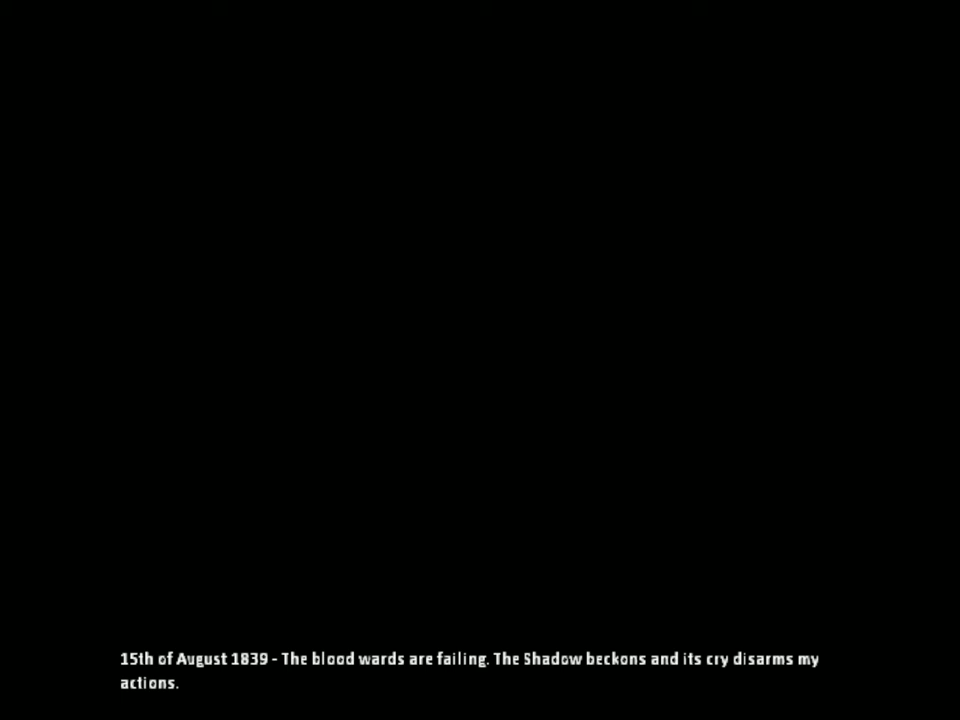 15th of August 1839 - The blood wards are failing. The Shadow beckons and its cry disarms my
actions.